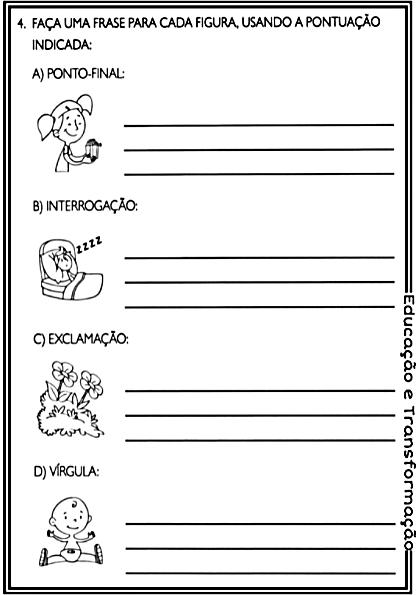 4. FAÇA UMA FRASE PARA CADA FIGURA, USANDO A PONTUAÇÃO
INDICADA:
A) PONTO-FINAL:
B) INTERROGAÇÃO:
zzzz
C) EXCLAMAÇÃO:
D) VÍRGULA:
Educação e Transformação